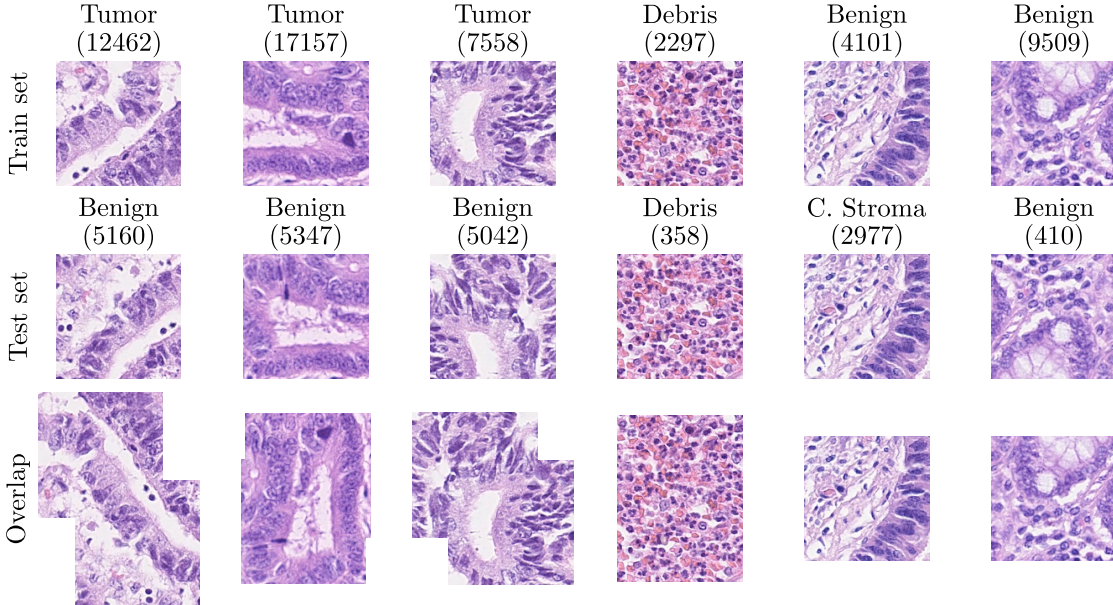 Tumor Tumor Tumor Debris Benign Benign
(12462) (17157) (7558) (2297) (4101) (9509)
Train set
Benign Benign Benign Debris C. Stroma Benign
(5160) (5347) (5042) (358) (2977) (410)
Test set
Overlap